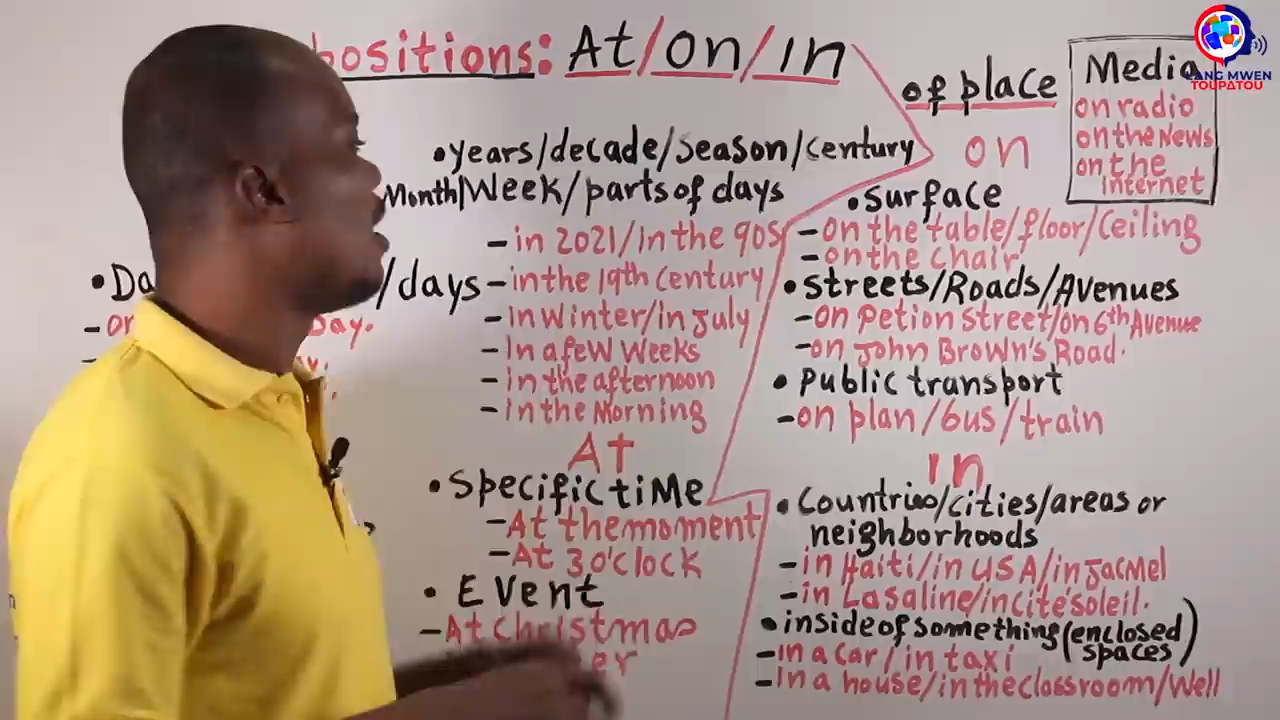 positions: At/on/in
•years/decade/season/century
Month/Week/parts of days
- in 2021/in the 90s
- in the 19th century
- in winter/in july
- In a few weeks
- in the afternoon
- in the Morning
/days
Day.
At
• Specific time
- At the moment
- At 3 o'clock
• Event
- At christmas
of place
on
•surface
- on the table/floor/ceiling
- on the chair
•streets/Roads/Avenues
- on petion street/on 6th Avenue
- on john Brown's Road.
• public transport
- on plan/bus/train
in
• Countries/cities/areas or
neighborhoods
- in Haiti/in USA/in jacmel
- in Lasaline/in cité soleil.
• inside of something (enclosed spaces)
- in a car/in taxi
- in a house/in the classroom/well
Media
on radio
on the News
on the
internet
LANG MWEN
TOUPATOU